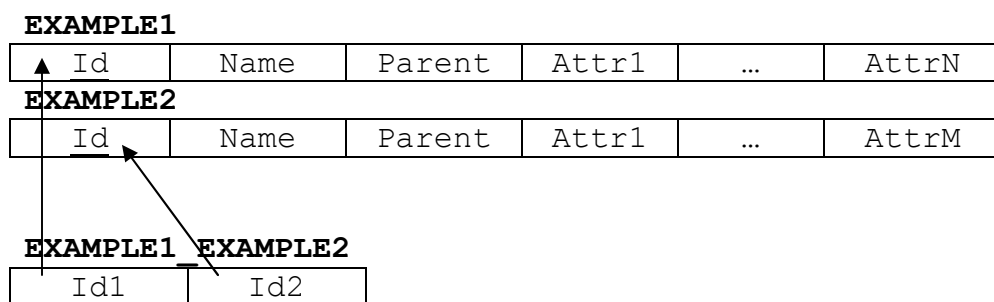 EXAMPLE1
Id Name Parent Attr1 … AttrN
EXAMPLE2
Id Name Parent Attr1 … AttrM
EXAMPLE1_EXAMPLE2
Id1 Id2